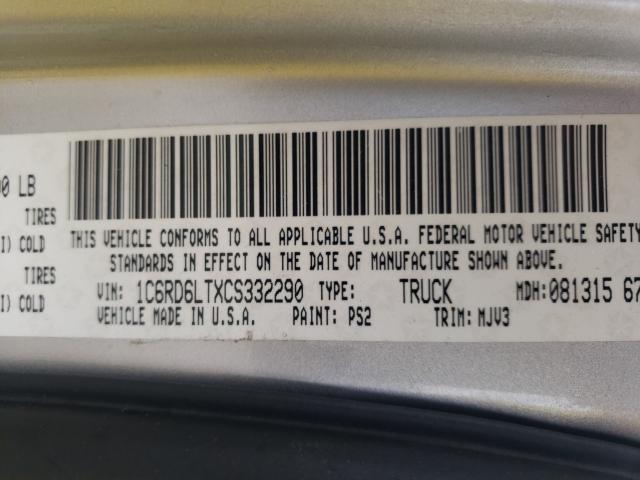 00 LB
TIRES
I) COLD
TIRES
I) COLD
THIS VEHICLE CONFORMS TO ALL APPLICABLE U.S.A. FEDERAL MOTOR VEHICLE SAFETY
STANDARDS IN EFFECT ON THE DATE OF MANUFACTURE SHOWN ABOVE.
VIN: 1C6RD6LTXCS332290 TYPE: TRUCK MDH:081315 67
VEHICLE MADE IN U.S.A. PAINT: PS2 TRIM: MJV3